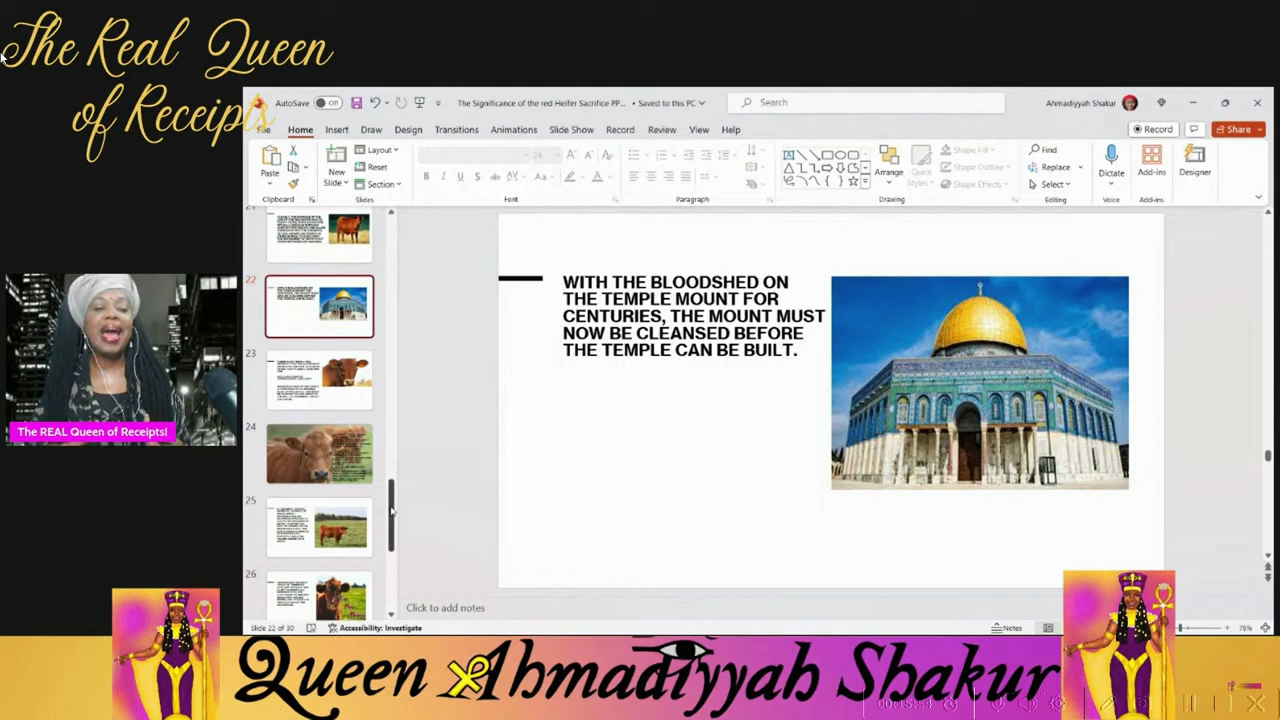 The Real Queen
of Receipts
AutoSave Off The Significance of the red Heifer Sacrifice PP... • Saved to this PC Search Ahmadiyyah Shakur
File Home Insert Draw Design Transitions Animations Slide Show Record Review View Help Record Share
Paste New Slide Layout Reset Section
Arrange Quick Styles Shape Fill Shape Outline Shape Effects Find Replace Select Dictate Add-ins Designer
Clipboard Slides Font Paragraph Drawing Editing Voice Add-ins
22
23
24
25
26
WITH THE BLOODSHED ON
THE TEMPLE MOUNT FOR
CENTURIES, THE MOUNT MUST
NOW BE CLEANSED BEFORE
THE TEMPLE CAN BE BUILT.
The REAL Queen of Receipts!
Click to add notes
Slide 22 of 30 Accessibility: Investigate Notes 78%
Queen Ahmadiyyah Shakur
00:15:54